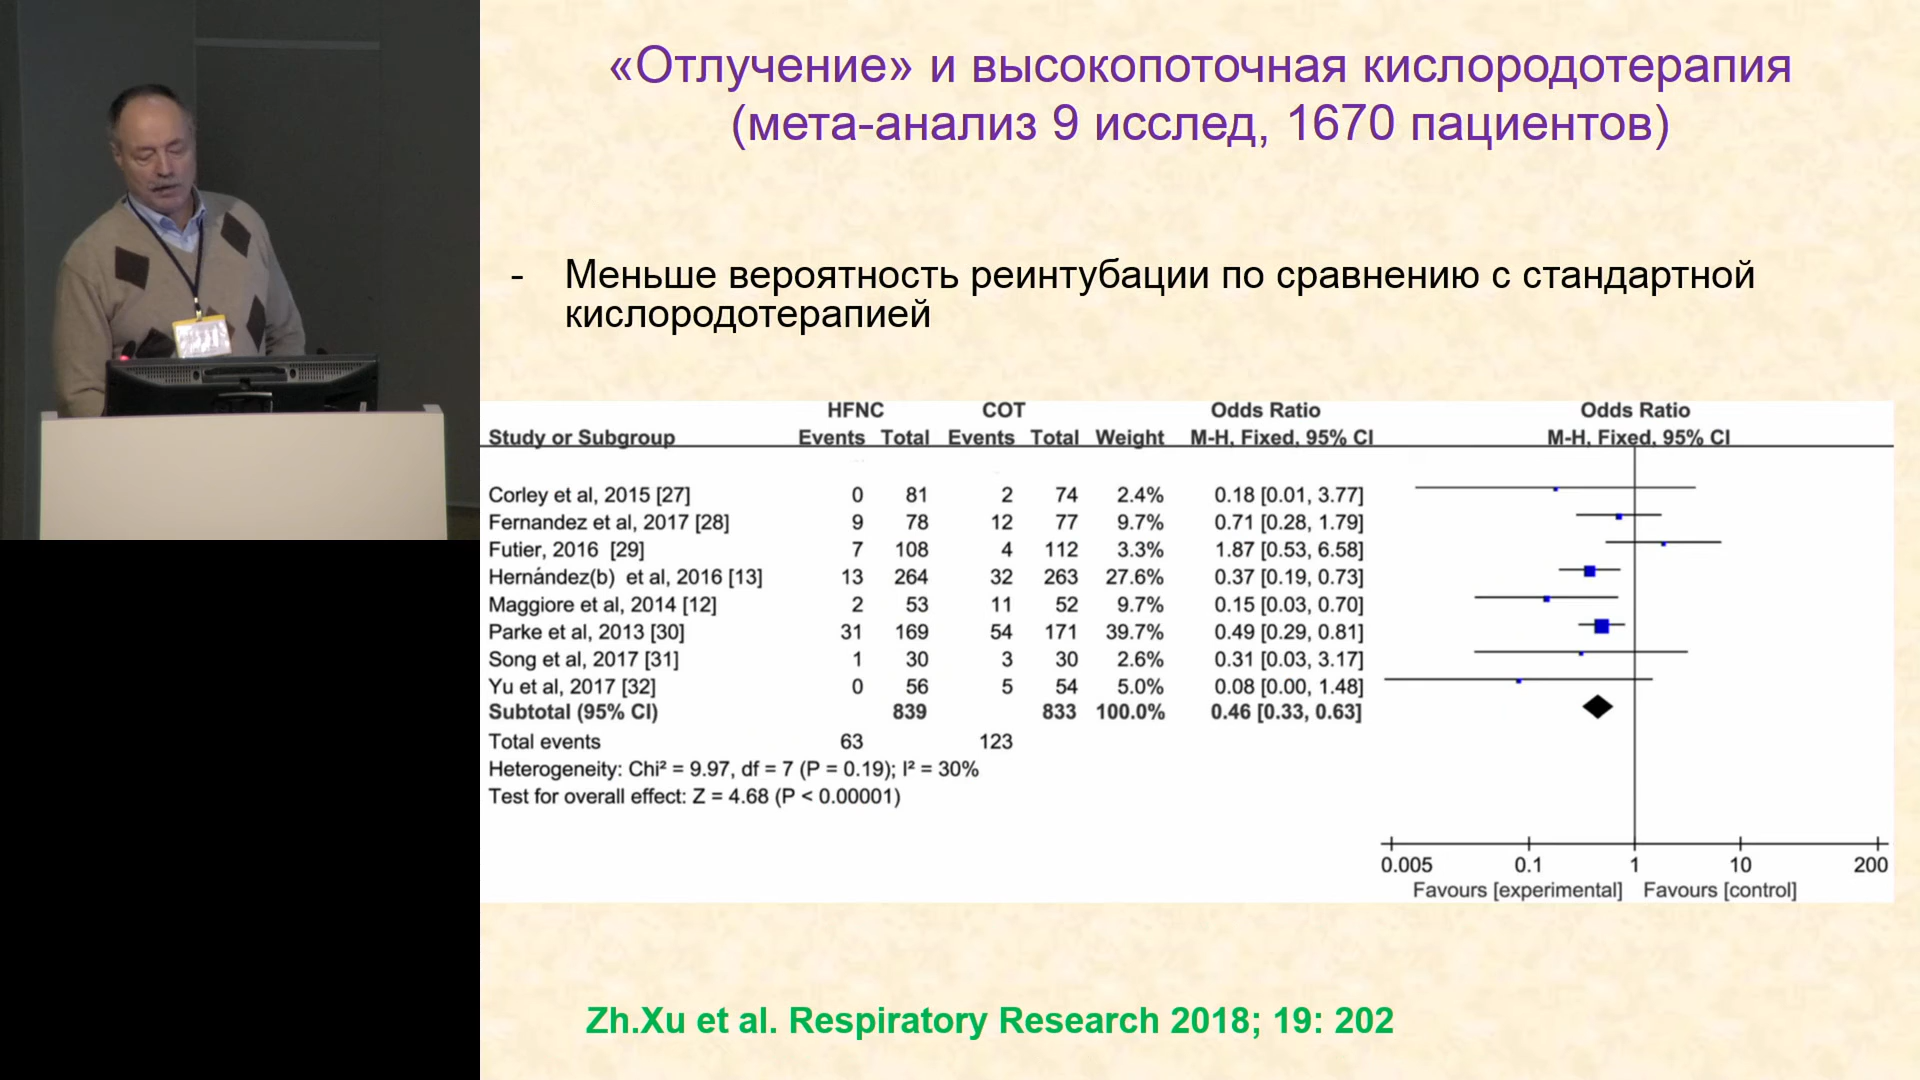 «Отлучение» и высокопоточная кислородотерапия
(мета-анализ 9 исслед, 1670 пациентов)
- Меньше вероятность реинтубации по сравнению с стандартной
кислородотерапией
HFNC COT Odds Ratio Odds Ratio
Study or Subgroup Events Total Events Total Weight M-H, Fixed, 95% CI M-H, Fixed, 95% CI
Corley et al, 2015 [27] 0 81 2 74 2.4% 0.18 [0.01, 3.77]
Fernandez et al, 2017 [28] 9 78 12 77 9.7% 0.71 [0.28, 1.79]
Futier, 2016 [29] 7 108 4 112 3.3% 1.87 [0.53, 6.58]
Hernández(b) et al, 2016 [13] 13 264 32 263 27.6% 0.37 [0.19, 0.73]
Maggiore et al, 2014 [12] 2 53 11 52 9.7% 0.15 [0.03, 0.70]
Parke et al, 2013 [30] 31 169 54 171 39.7% 0.49 [0.29, 0.81]
Song et al, 2017 [31] 1 30 3 30 2.6% 0.31 [0.03, 3.17]
Yu et al, 2017 [32] 0 56 5 54 5.0% 0.08 [0.00, 1.48]
Subtotal (95% CI) 839 833 100.0% 0.46 [0.33, 0.63]
Total events 63 123
Heterogeneity: Chi² = 9.97, df = 7 (P = 0.19); I² = 30%
Test for overall effect: Z = 4.68 (P < 0.00001)
0.005 0.1 1 10 200
Favours [experimental] Favours [control]
Zh.Xu et al. Respiratory Research 2018; 19: 202